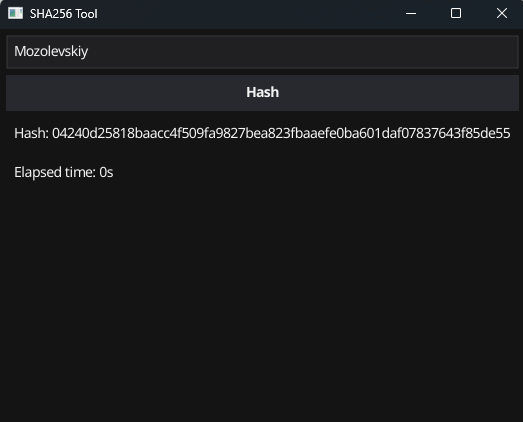 SHA256 Tool
Mozolevskiy
Hash
Hash: 04240d25818baacc4f509fa9827bea823fbaaefe0ba601daf07837643f85de55
Elapsed time: 0s